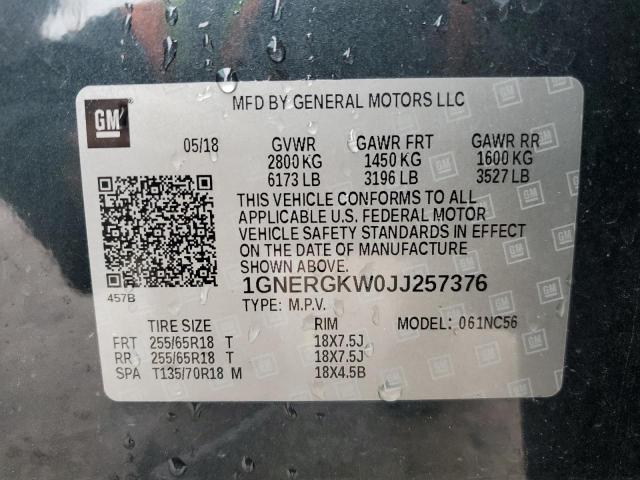 GM
MFD BY GENERAL MOTORS LLC
05/18 GVWR GAWR FRT GAWR RR
2800 KG 1450 KG 1600 KG
6173 LB 3196 LB 3527 LB
THIS VEHICLE CONFORMS TO ALL
APPLICABLE U.S. FEDERAL MOTOR
VEHICLE SAFETY STANDARDS IN EFFECT
ON THE DATE OF MANUFACTURE
SHOWN ABOVE.
457B 1GNERGKW0JJ257376
TYPE: M.P.V. MODEL: 061NC56
TIRE SIZE RIM
FRT 255/65R18 T 18X7.5J
RR 255/65R18 T 18X7.5J
SPA T135/70R18 M 18X4.5B